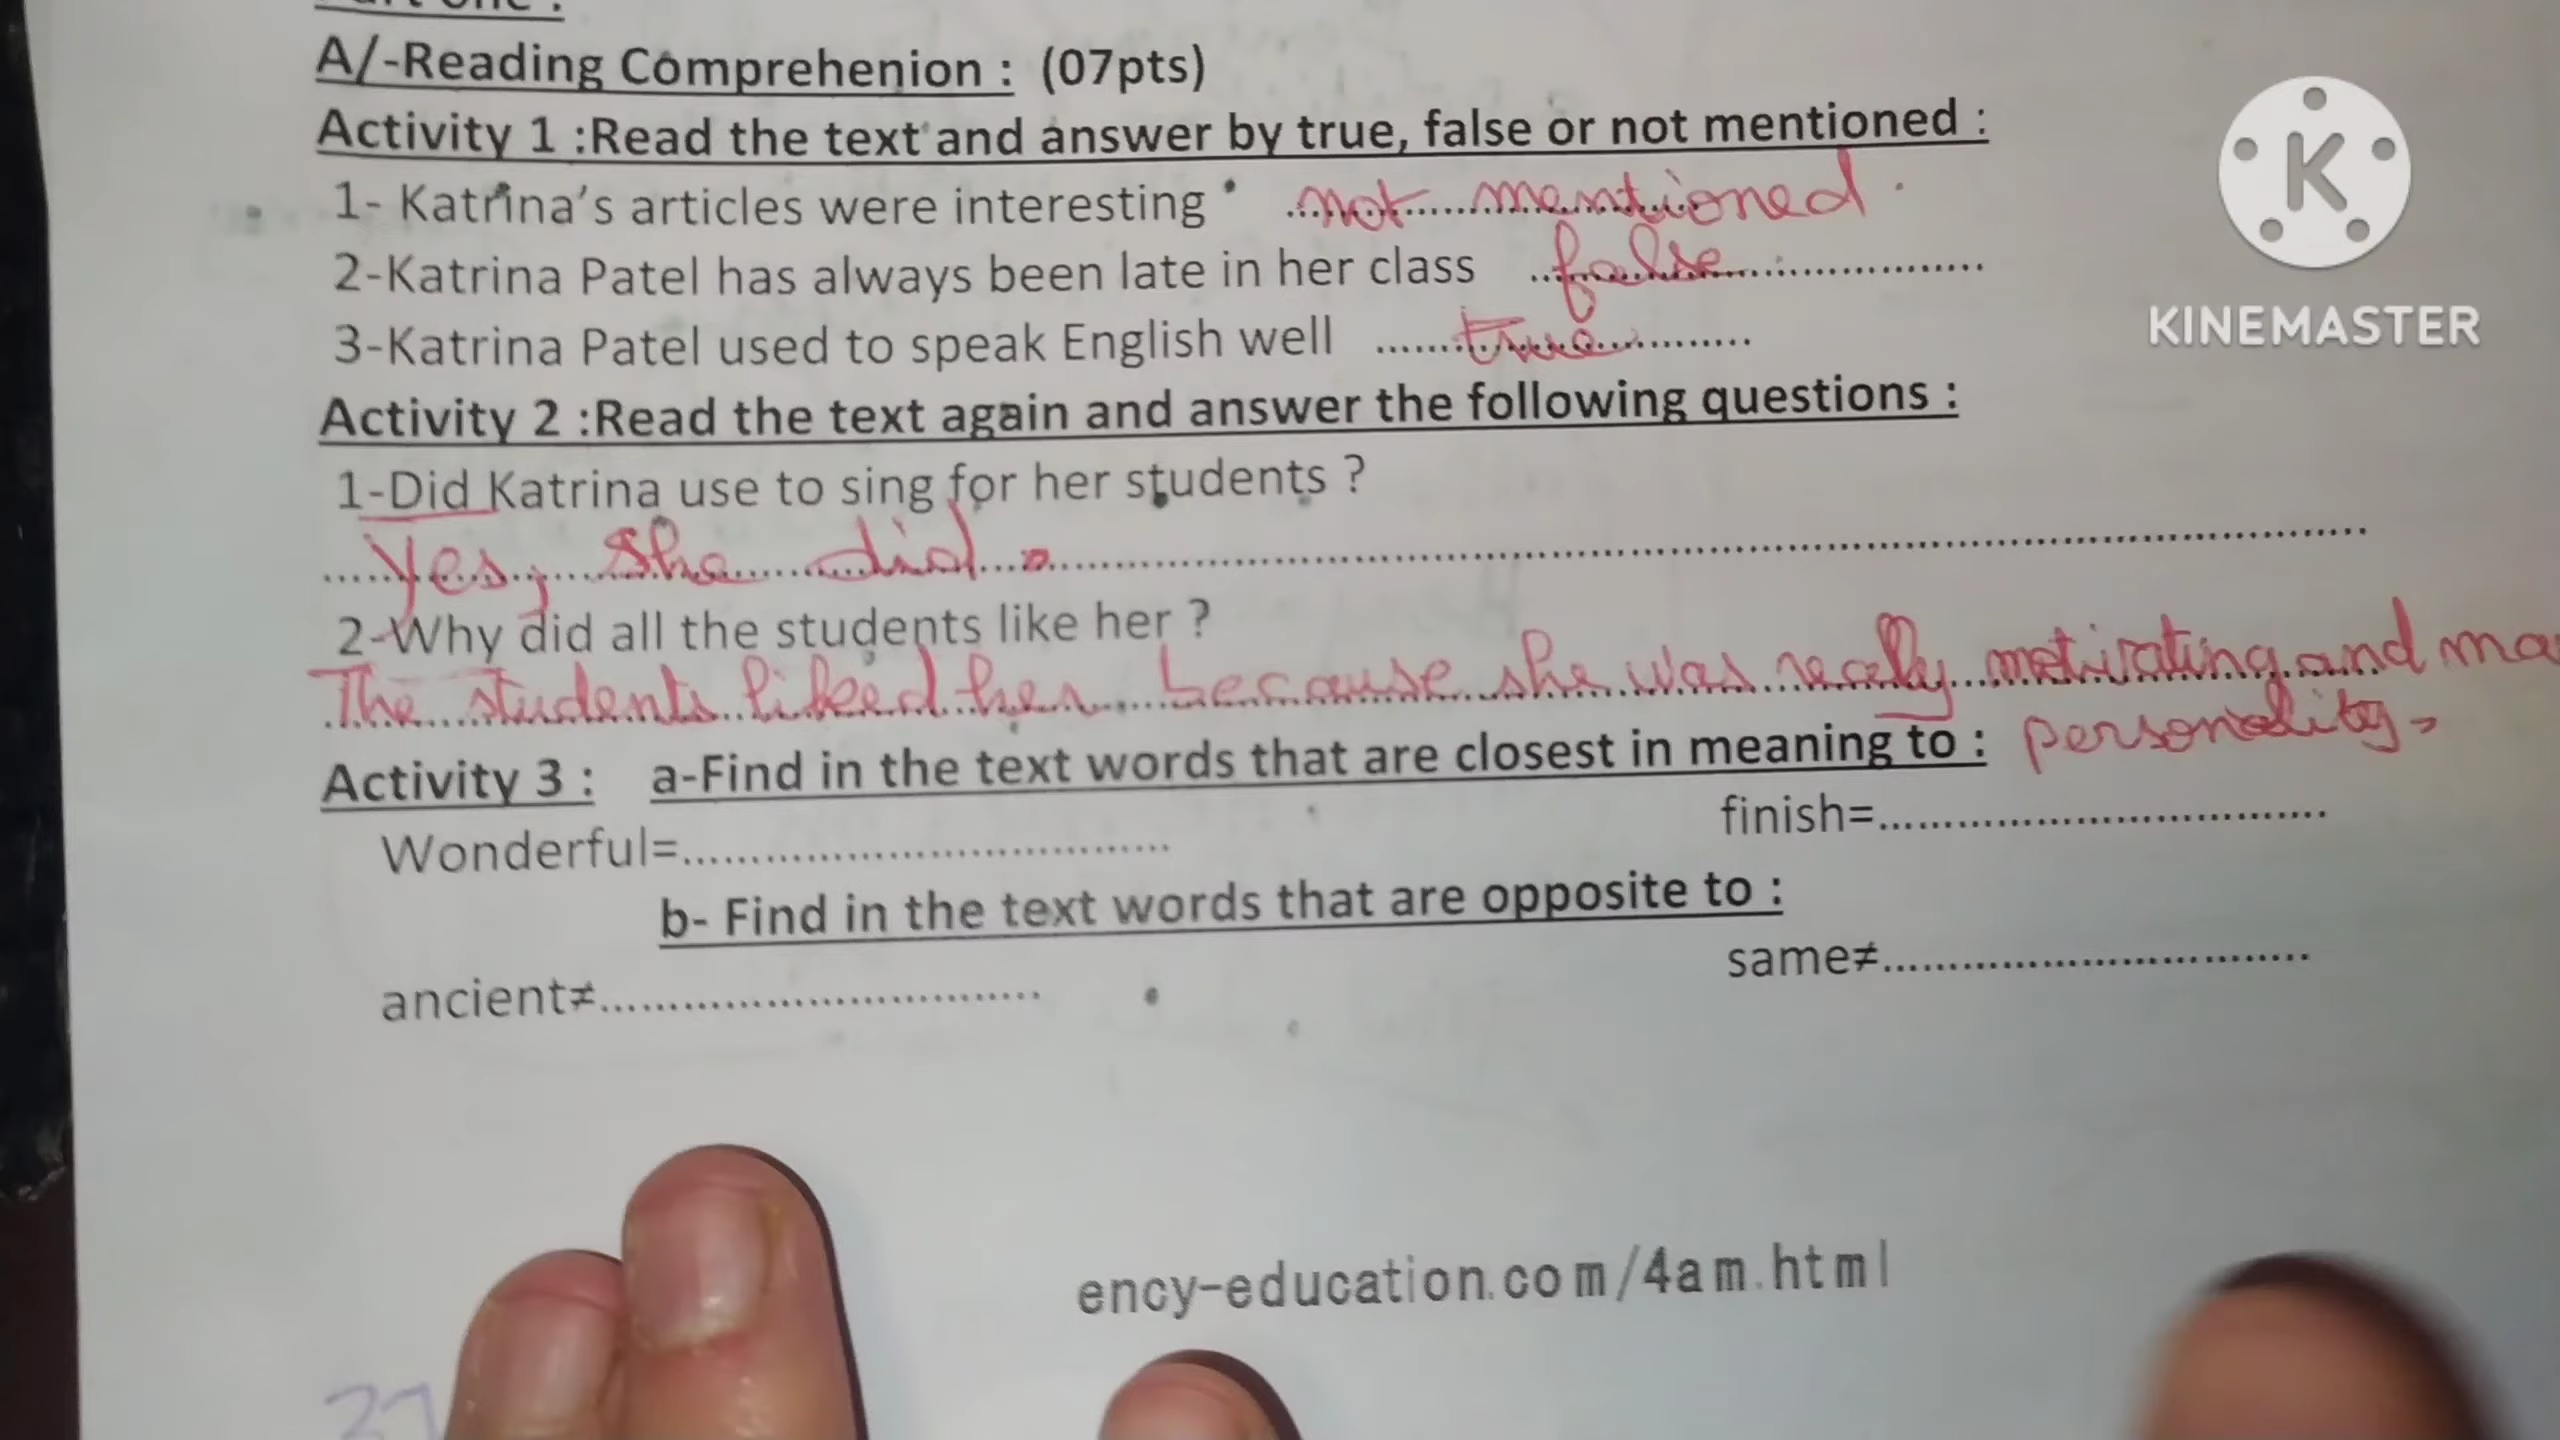 A/-Reading Comprehenion : (07pts)
Activity 1 :Read the text and answer by true, false or not mentioned :
1- Katrina's articles were interesting ....not mentioned.
2-Katrina Patel has always been late in her class ....false....
3-Katrina Patel used to speak English well ....true....
Activity 2 :Read the text again and answer the following questions :
1-Did Katrina use to sing for her students ?
Yes, she did.
2-Why did all the students like her ?
The students liked her because she was really motivating and
personality.
Activity 3 : a-Find in the text words that are closest in meaning to :
Wonderful=.................... finish=....................
b- Find in the text words that are opposite to :
ancient≠.................... same≠....................
ency-education.com/4am.html
K
KINEMASTER